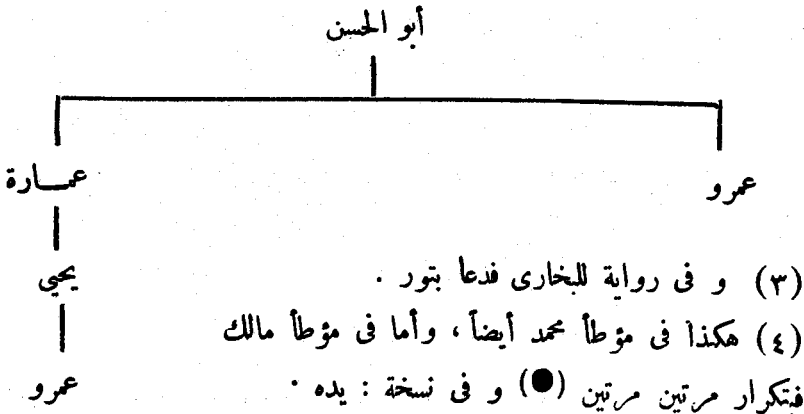 أبو الحسن
عمرو
عمـــارة
يحيى
عمرو
(٣) و فى رواية للبخارى فدعا بتور .
(٤) هكذا فى مؤطأ محمد أيضاً ، وأما فى مؤطأ مالك
فتكرار مرتين مرتين (●) و فى نسخة : يده .